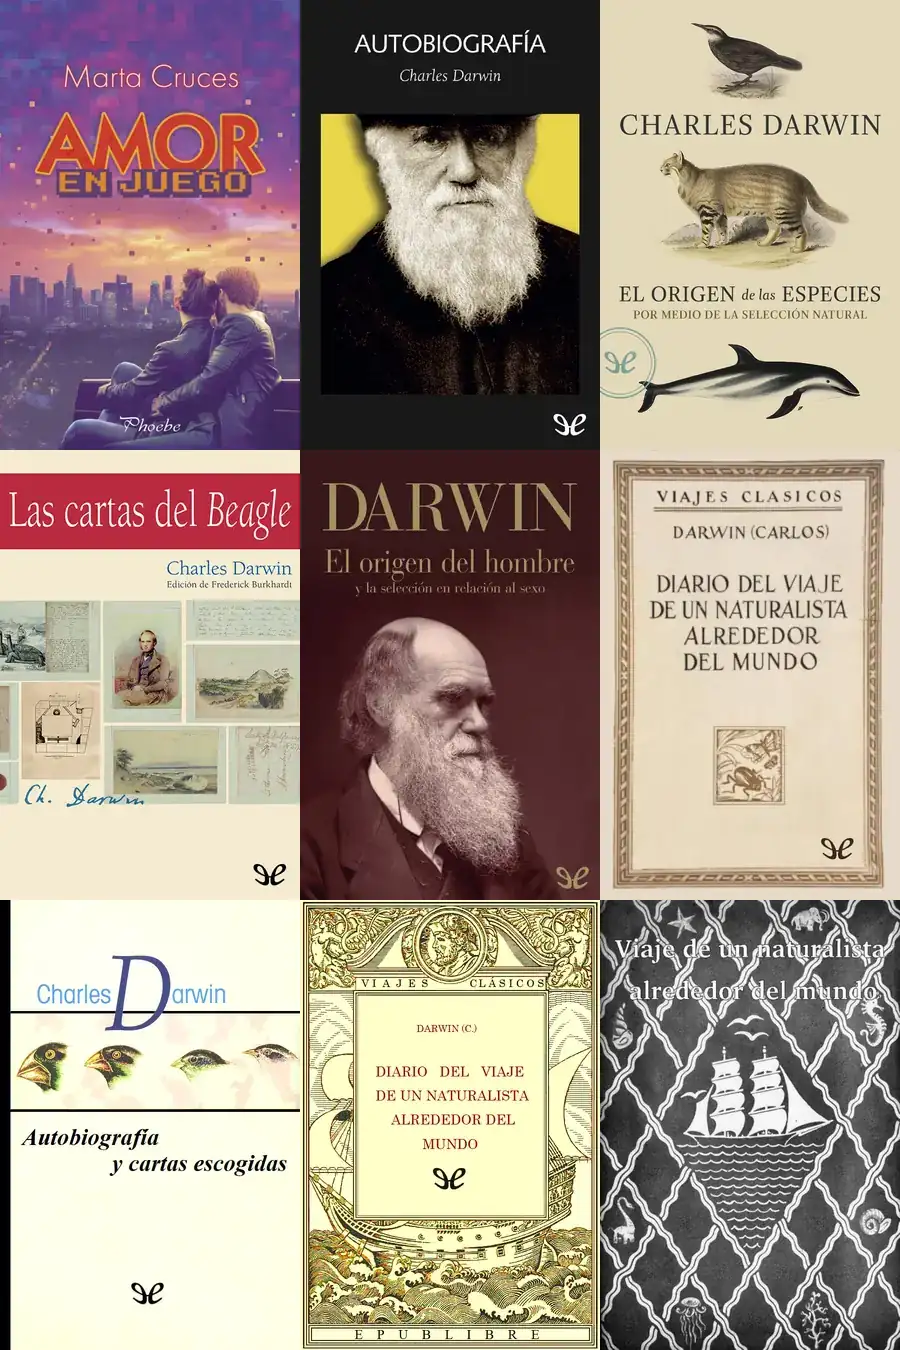 Marta Cruces
AMOR
EN JUEGO
Phoebe
AUTOBIOGRAFÍA
Charles Darwin
CHARLES DARWIN
EL ORIGEN de las ESPECIES
POR MEDIO DE LA SELECCIÓN NATURAL
Las cartas del Beagle
Charles Darwin
Edición de Frederick Burkhardt
Ch. Darwin
DARWIN
El origen del hombre
y la selección en relación al sexo
VIAJES CLASICOS
DARWIN (CARLOS)
DIARIO DEL VIAJE
DE UN NATURALISTA
ALREDEDOR
DEL MUNDO
Charles Darwin
Autobiografía
y cartas escogidas
VIAJES CLÁSICOS
DARWIN (C.)
DIARIO DEL VIAJE
DE UN NATURALISTA
ALREDEDOR DEL
MUNDO
EPUBLIBRE
Viaje de un naturalista
alrededor del mundo